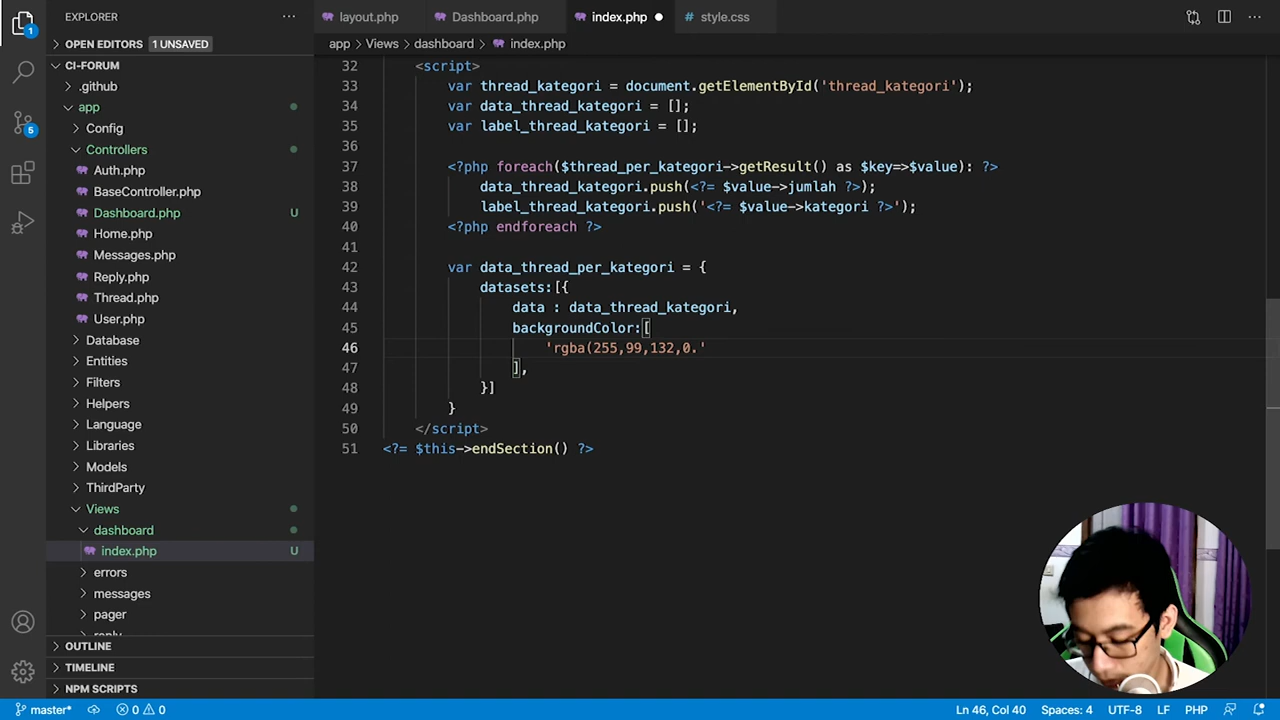 EXPLORER
OPEN EDITORS 1 UNSAVED
CI-FORUM
.github
app
Config
Controllers
Auth.php
BaseController.php
Dashboard.php U
Home.php
Messages.php
Reply.php
Thread.php
User.php
Database
Entities
Filters
Helpers
Language
Libraries
Models
ThirdParty
Views
dashboard
index.php U
errors
messages
pager
reply
OUTLINE
TIMELINE
NPM SCRIPTS
1
5
layout.php Dashboard.php index.php style.css
app > Views > dashboard > index.php
32 <script>
33 var thread_kategori = document.getElementById('thread_kategori');
34 var data_thread_kategori = [];
35 var label_thread_kategori = [];
36
37 <?php foreach($thread_per_kategori->getResult() as $key=>$value): ?>
38 data_thread_kategori.push(<?= $value->jumlah ?>);
39 label_thread_kategori.push('<?= $value->kategori ?>');
40 <?php endforeach ?>
41
42 var data_thread_per_kategori = {
43 datasets:[{
44 data : data_thread_kategori,
45 backgroundColor:[
46 'rgba(255,99,132,0.'
47 ],
48 }]
49 }
50 </script>
51 <?= $this->endSection() ?>
master* 0 0 Ln 46, Col 40 Spaces: 4 UTF-8 LF PHP